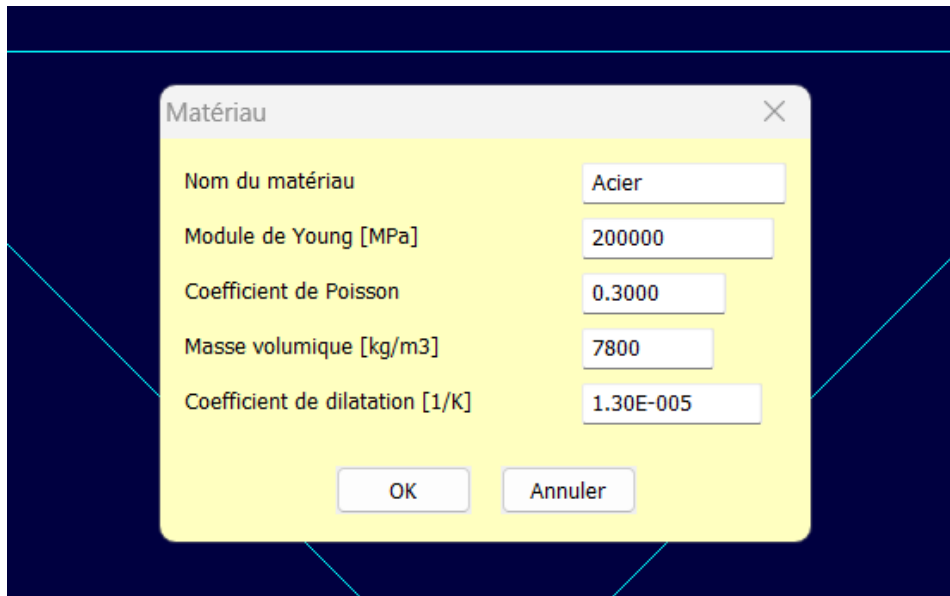 Matériau
Nom du matériau Acier
Module de Young [MPa] 200000
Coefficient de Poisson 0.3000
Masse volumique [kg/m3] 7800
Coefficient de dilatation [1/K] 1.30E-005
OK Annuler